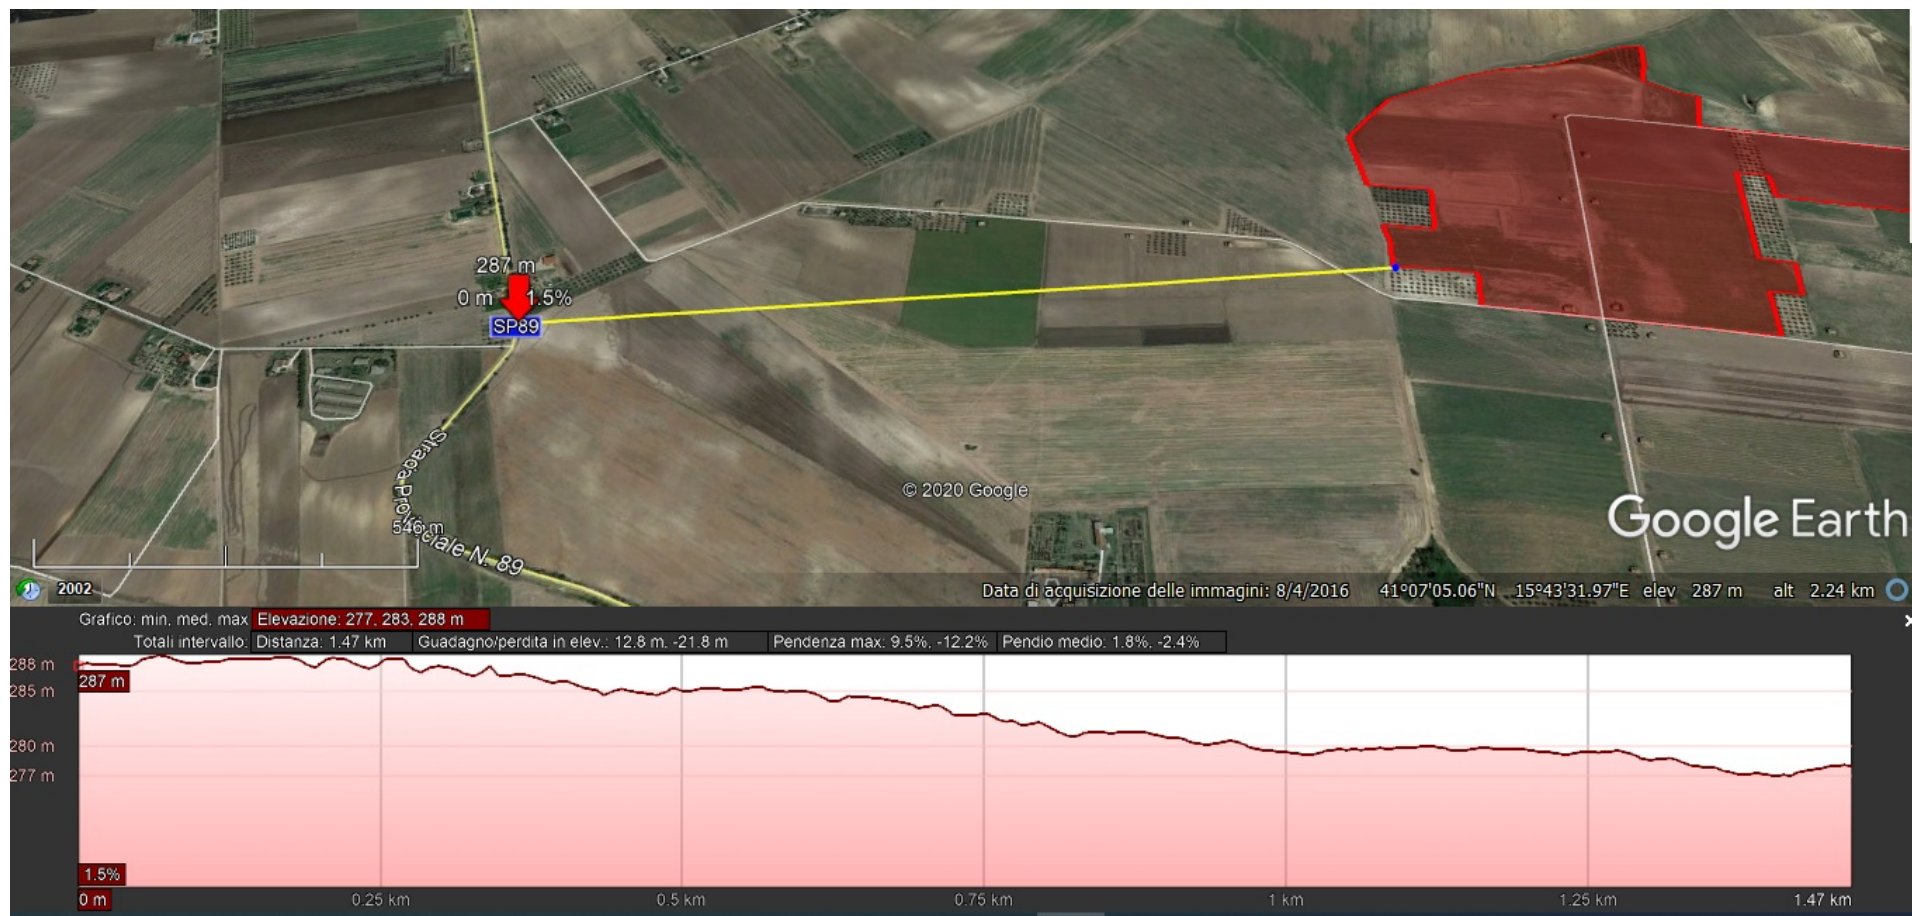 287 m
0 m 1.5%
SP89
Strada Provinciale N. 89
© 2020 Google
Google Earth
546 m
2002
Data di acquisizione delle immagini: 8/4/2016 41°07'05.06"N 15°43'31.97"E elev 287 m alt 2.24 km
Grafico: min, med, max Elevazione: 277, 283, 288 m
Totali intervallo: Distanza: 1.47 km Guadagno/perdita in elev.: 12.8 m, -21.8 m Pendenza max: 9.5%, -12.2% Pendio medio: 1.8%, -2.4%
288 m
287 m
285 m
280 m
277 m
1.5%
0 m 0.25 km 0.5 km 0.75 km 1 km 1.25 km 1.47 km